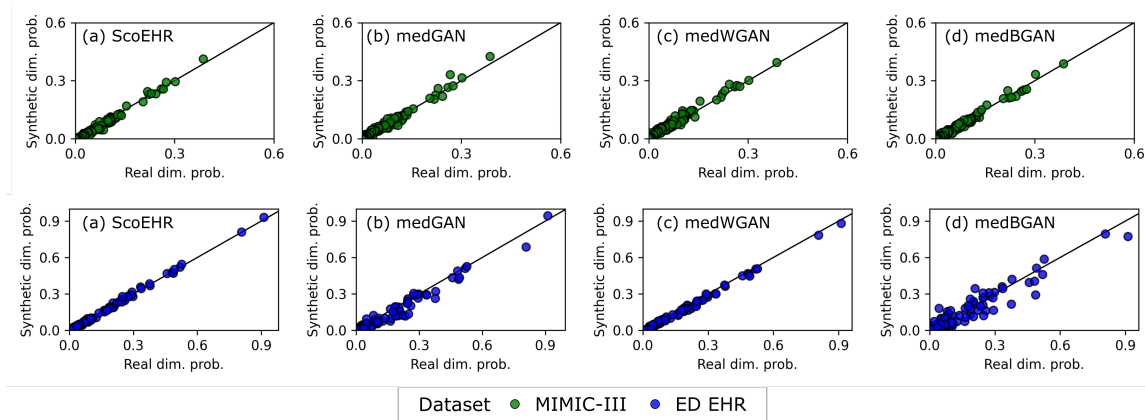 (a) ScoEHR
Synthetic dim. prob.
0.6
0.3
0.0
0.0 0.3 0.6
Real dim. prob.
(b) medGAN
Synthetic dim. prob.
0.6
0.3
0.0
0.0 0.3 0.6
Real dim. prob.
(c) medWGAN
Synthetic dim. prob.
0.6
0.3
0.0
0.0 0.3 0.6
Real dim. prob.
(d) medBGAN
Synthetic dim. prob.
0.6
0.3
0.0
0.0 0.3 0.6
Real dim. prob.
(a) ScoEHR
Synthetic dim. prob.
0.9
0.6
0.3
0.0
0.0 0.3 0.6 0.9
Real dim. prob.
(b) medGAN
Synthetic dim. prob.
0.9
0.6
0.3
0.0
0.0 0.3 0.6 0.9
Real dim. prob.
(c) medWGAN
Synthetic dim. prob.
0.9
0.6
0.3
0.0
0.0 0.3 0.6 0.9
Real dim. prob.
(d) medBGAN
Synthetic dim. prob.
0.9
0.6
0.3
0.0
0.0 0.3 0.6 0.9
Real dim. prob.
Dataset MIMIC-III ED EHR